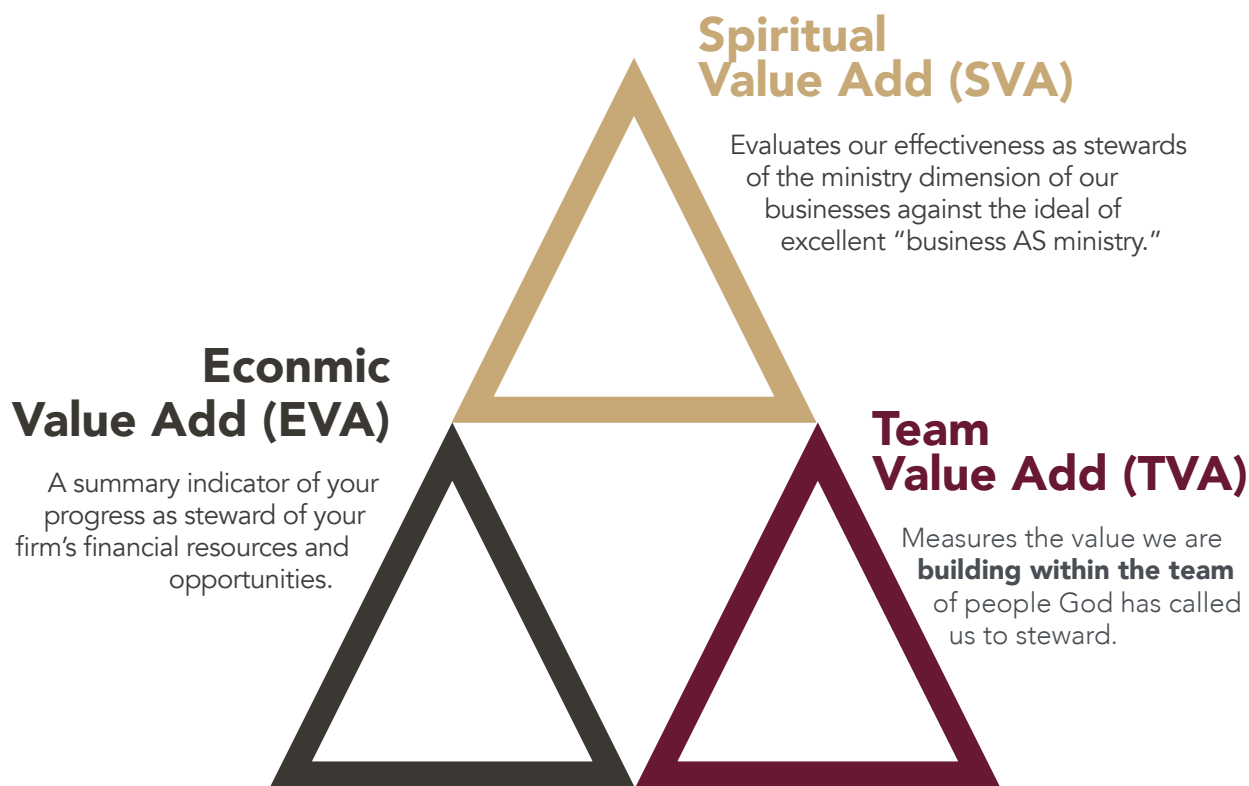 Spiritual
Value Add (SVA)
Evaluates our effectiveness as stewards
of the ministry dimension of our
businesses against the ideal of
excellent “business AS ministry.”
Econmic
Value Add (EVA)
A summary indicator of your
progress as steward of your
firm’s financial resources and
opportunities.
Team
Value Add (TVA)
Measures the value we are
building within the team
of people God has called
us to steward.